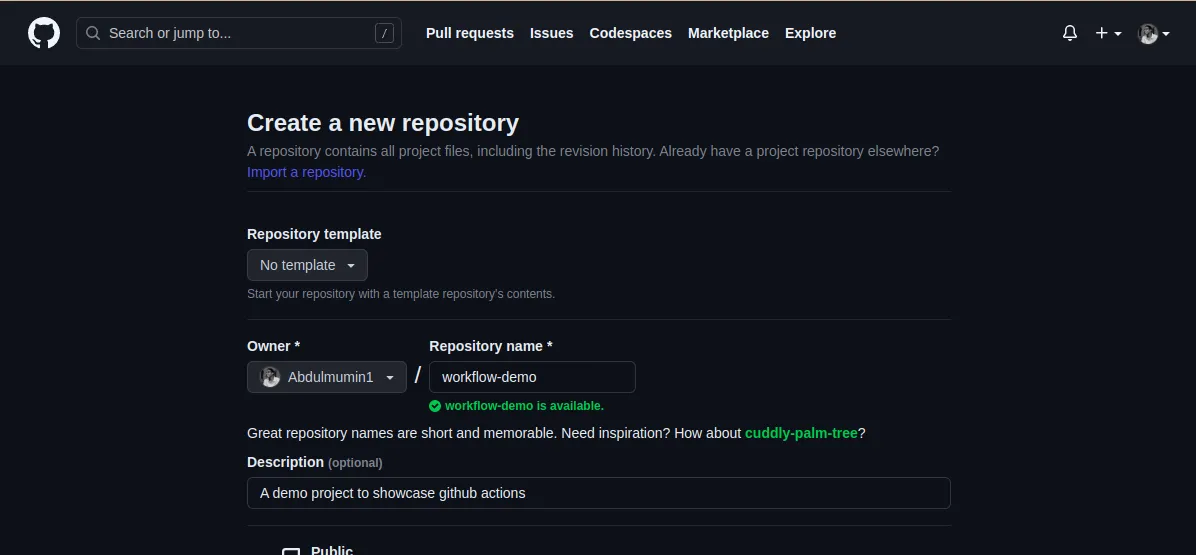 Search or jump to... /
Pull requests Issues Codespaces Marketplace Explore
Create a new repository
A repository contains all project files, including the revision history. Already have a project repository elsewhere?
Import a repository.
Repository template
No template
Start your repository with a template repository's contents.
Owner * Repository name *
Abdulmumin1 / workflow-demo
workflow-demo is available.
Great repository names are short and memorable. Need inspiration? How about cuddly-palm-tree?
Description (optional)
A demo project to showcase github actions
Public